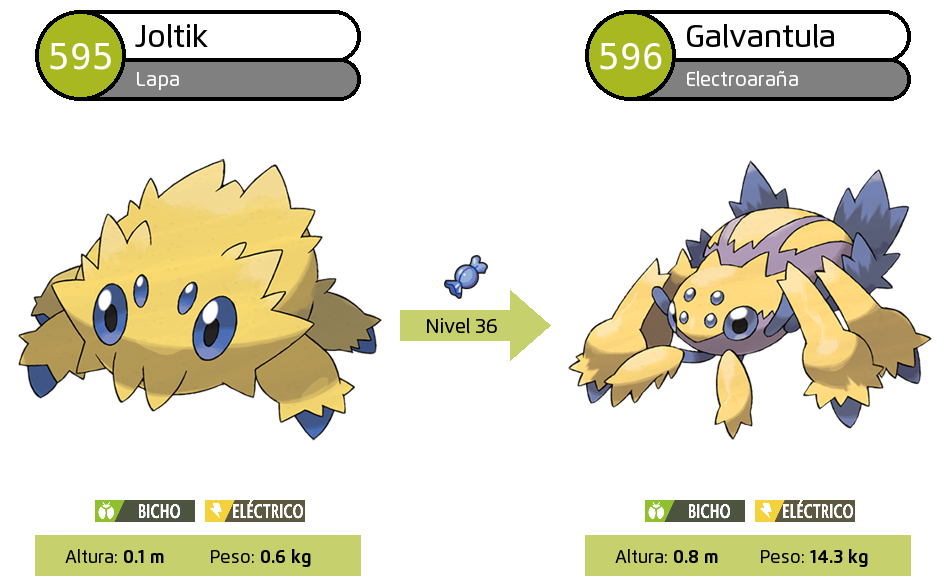 595 Joltik
Lapa
596 Galvantula
Electroaraña
Nivel 36
BICHO ELÉCTRICO
BICHO ELÉCTRICO
Altura: 0.1 m Peso: 0.6 kg
Altura: 0.8 m Peso: 14.3 kg